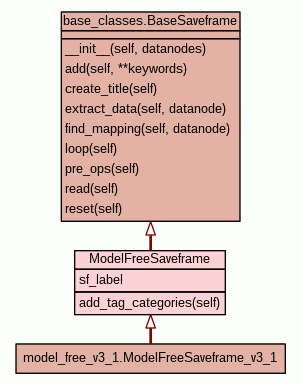 base_classes.BaseSaveframe
__init__(self, datanodes)
add(self, **keywords)
create_title(self)
extract_data(self, datanode)
find_mapping(self, datanode)
loop(self)
pre_ops(self)
read(self)
reset(self)
ModelFreeSaveframe
sf_label
add_tag_categories(self)
model_free_v3_1.ModelFreeSaveframe_v3_1